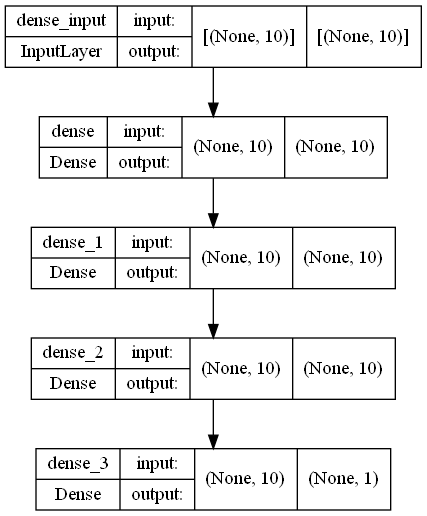 dense_input input: [(None, 10)] [(None, 10)]
InputLayer output:
dense input: (None, 10) (None, 10)
Dense output:
dense_1 input: (None, 10) (None, 10)
Dense output:
dense_2 input: (None, 10) (None, 10)
Dense output:
dense_3 input: (None, 10) (None, 1)
Dense output: